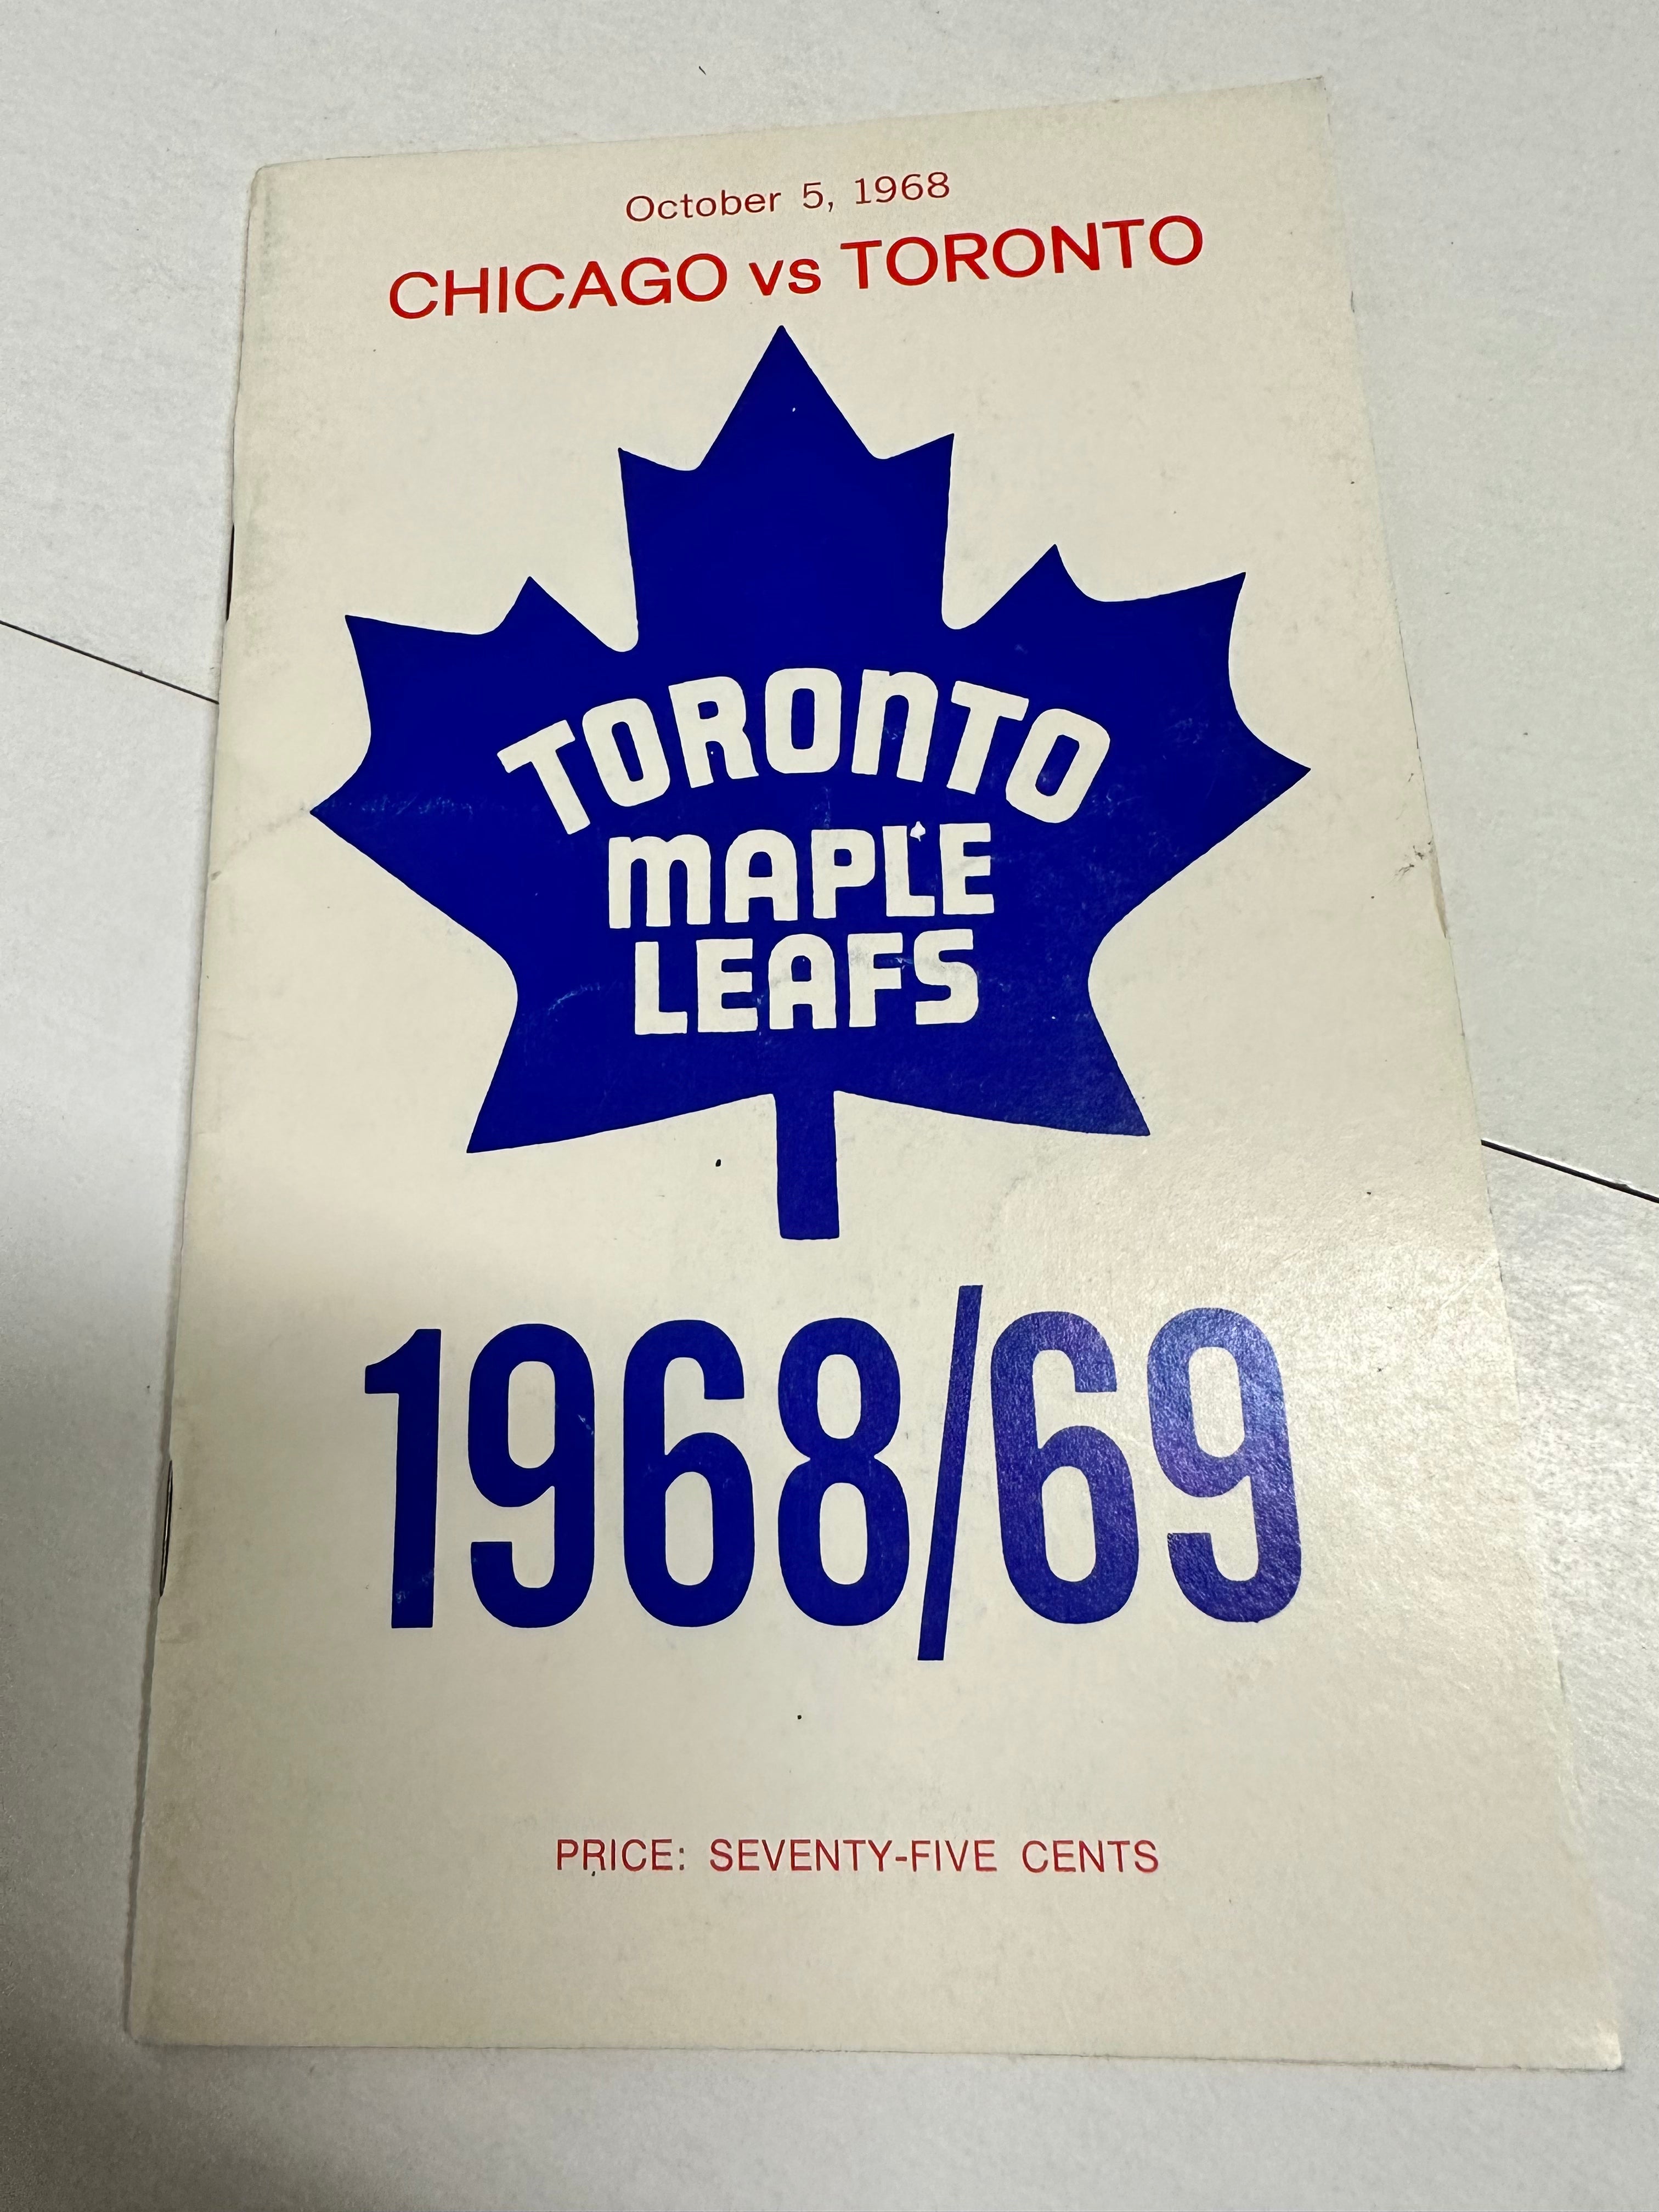 October 5, 1968
CHICAGO vs TORONTO
TORONTO
MAPLE
LEAFS
1968/69
PRICE: SEVENTY-FIVE CENTS